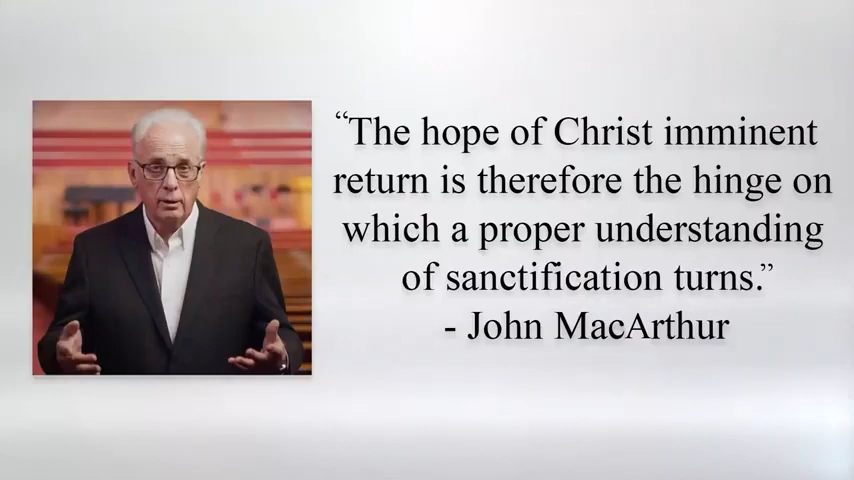 “The hope of Christ imminent
return is therefore the hinge on
which a proper understanding
of sanctification turns.”
- John MacArthur